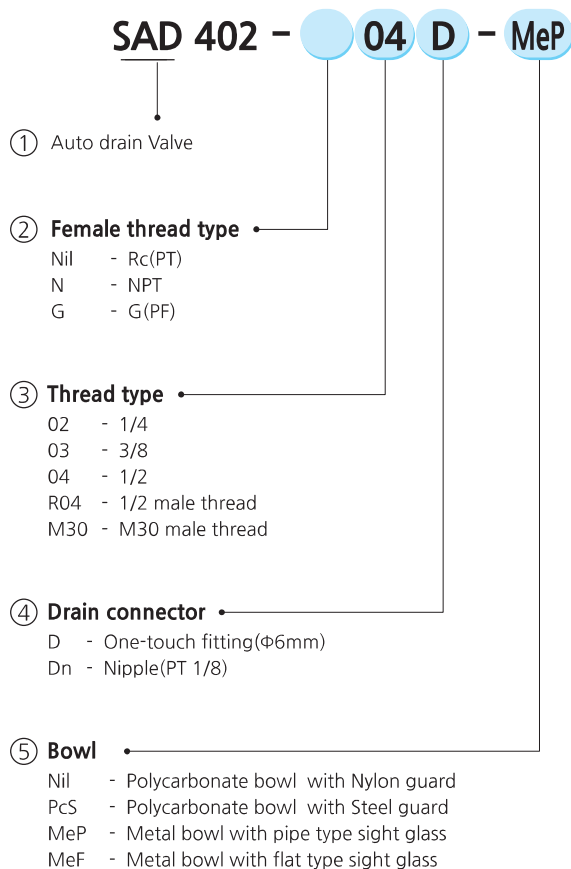 SAD 402 - 04 D - MeP
① Auto drain Valve
② Female thread type
Nil - Rc(PT)
N - NPT
G - G(PF)
③ Thread type
02 - 1/4
03 - 3/8
04 - 1/2
R04 - 1/2 male thread
M30 - M30 male thread
④ Drain connector
D - One-touch fitting(Φ6mm)
Dn - Nipple(PT 1/8)
⑤ Bowl
Nil - Polycarbonate bowl with Nylon guard
PcS - Polycarbonate bowl with Steel guard
MeP - Metal bowl with pipe type sight glass
MeF - Metal bowl with flat type sight glass